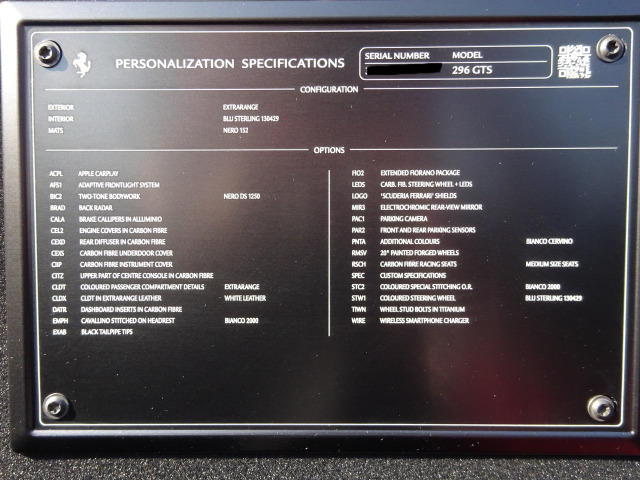 PERSONALIZATION SPECIFICATIONS
SERIAL NUMBER MODEL
296 GTS
CONFIGURATION
EXTERIOR EXTRARANGE
INTERIOR BLU STERLING 130429
MATS NERO 152
OPTIONS
ACPL APPLE CARPLAY
AFS1 ADAPTIVE FRONTLIGHT SYSTEM
BIC2 TWO-TONE BODYWORK NERO DS 1250
BRAD BACK RADAR
CALA BRAKE CALLIPERS IN ALLUMINIO
CEL2 ENGINE COVERS IN CARBON FIBRE
CEXD REAR DIFFUSER IN CARBON FIBRE
CEXS CARBON FIBRE UNDERDOOR COVER
CIIP CARBON FIBRE INSTRUMENT COVER
CITZ UPPER PART OF CENTRE CONSOLE IN CARBON FIBRE
CLDT COLOURED PASSENGER COMPARTMENT DETAILS EXTRARANGE
CLDX CLDT IN EXTRARANGE LEATHER WHITE LEATHER
DATR DASHBOARD INSERTS IN CARBON FIBRE
EMPH CAVALLINO STITCHED ON HEADREST BIANCO 2000
EXAB BLACK TAILPIPE TIPS
FIO2 EXTENDED FIORANO PACKAGE
LEDS CARB. FIB. STEERING WHEEL + LEDS
LOGO 'SCUDERIA FERRARI' SHIELDS
MIR3 ELECTROCHROMIC REAR-VIEW MIRROR
PAC1 PARKING CAMERA
PAR2 FRONT AND REAR PARKING SENSORS
PNTA ADDITIONAL COLOURS BIANCO CERVINO
RMSV 20" PAINTED FORGED WHEELS
RSC1 CARBON FIBRE RACING SEATS MEDIUM SIZE SEATS
SPEC CUSTOM SPECIFICATIONS
STC2 COLOURED SPECIAL STITCHING O.R. BIANCO 2000
STW1 COLOURED STEERING WHEEL BLU STERLING 130429
TIWN WHEEL STUD BOLTS IN TITANIUM
WIRE WIRELESS SMARTPHONE CHARGER